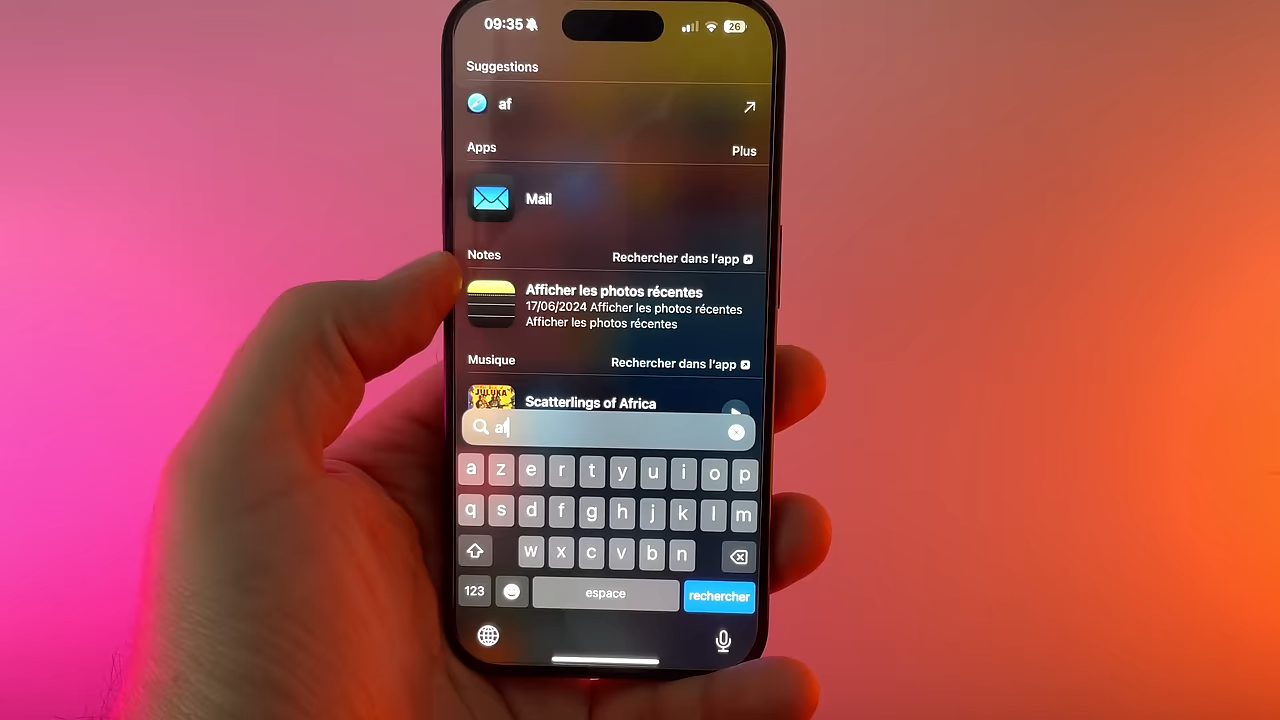 09:35 26
Suggestions
af
Apps Plus
Mail
Notes Rechercher dans l'app
Afficher les photos récentes
17/06/2024 Afficher les photos récentes
Afficher les photos récentes
Musique Rechercher dans l'app
JULUKA
Scatterlings of Africa
af
a z e r t y u i o p
q s d f g h j k l m
w x c v b n
123 espace rechercher